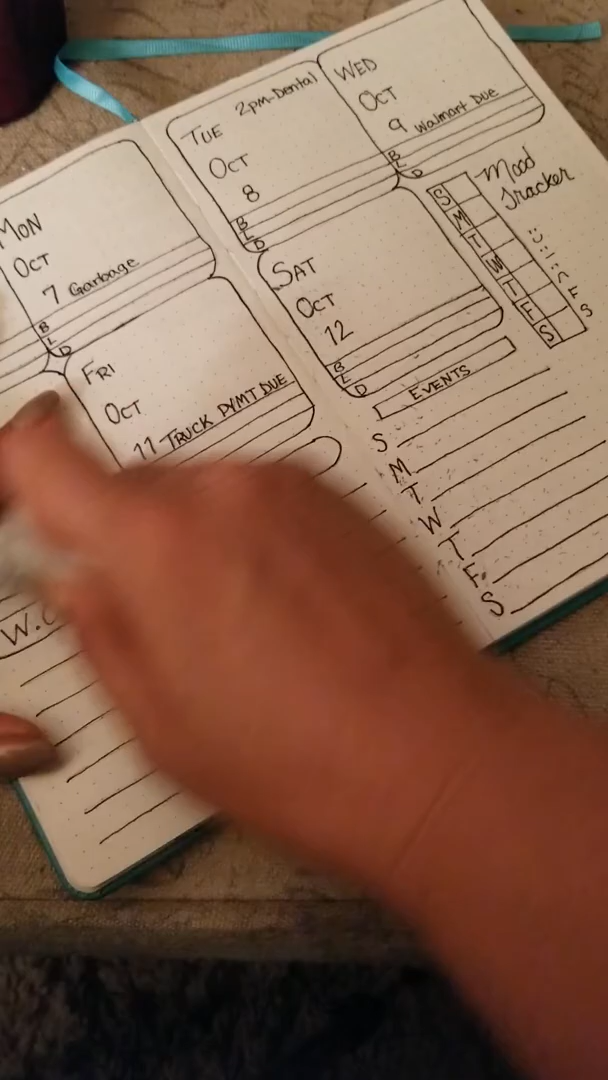 MON
OCT
7 Garbage
B
L
D
TUE 2pm-Dental
OCT
8
B
L
D
WED
OCT
9 Walmart Due
B
L
D
FRI
OCT
11 TRUCK PYMT DUE
SAT
OCT
12
B
L
D
Mood
Tracker
S
M
T
W
T
F
S
EVENTS
S
M
T
W
T
F
S